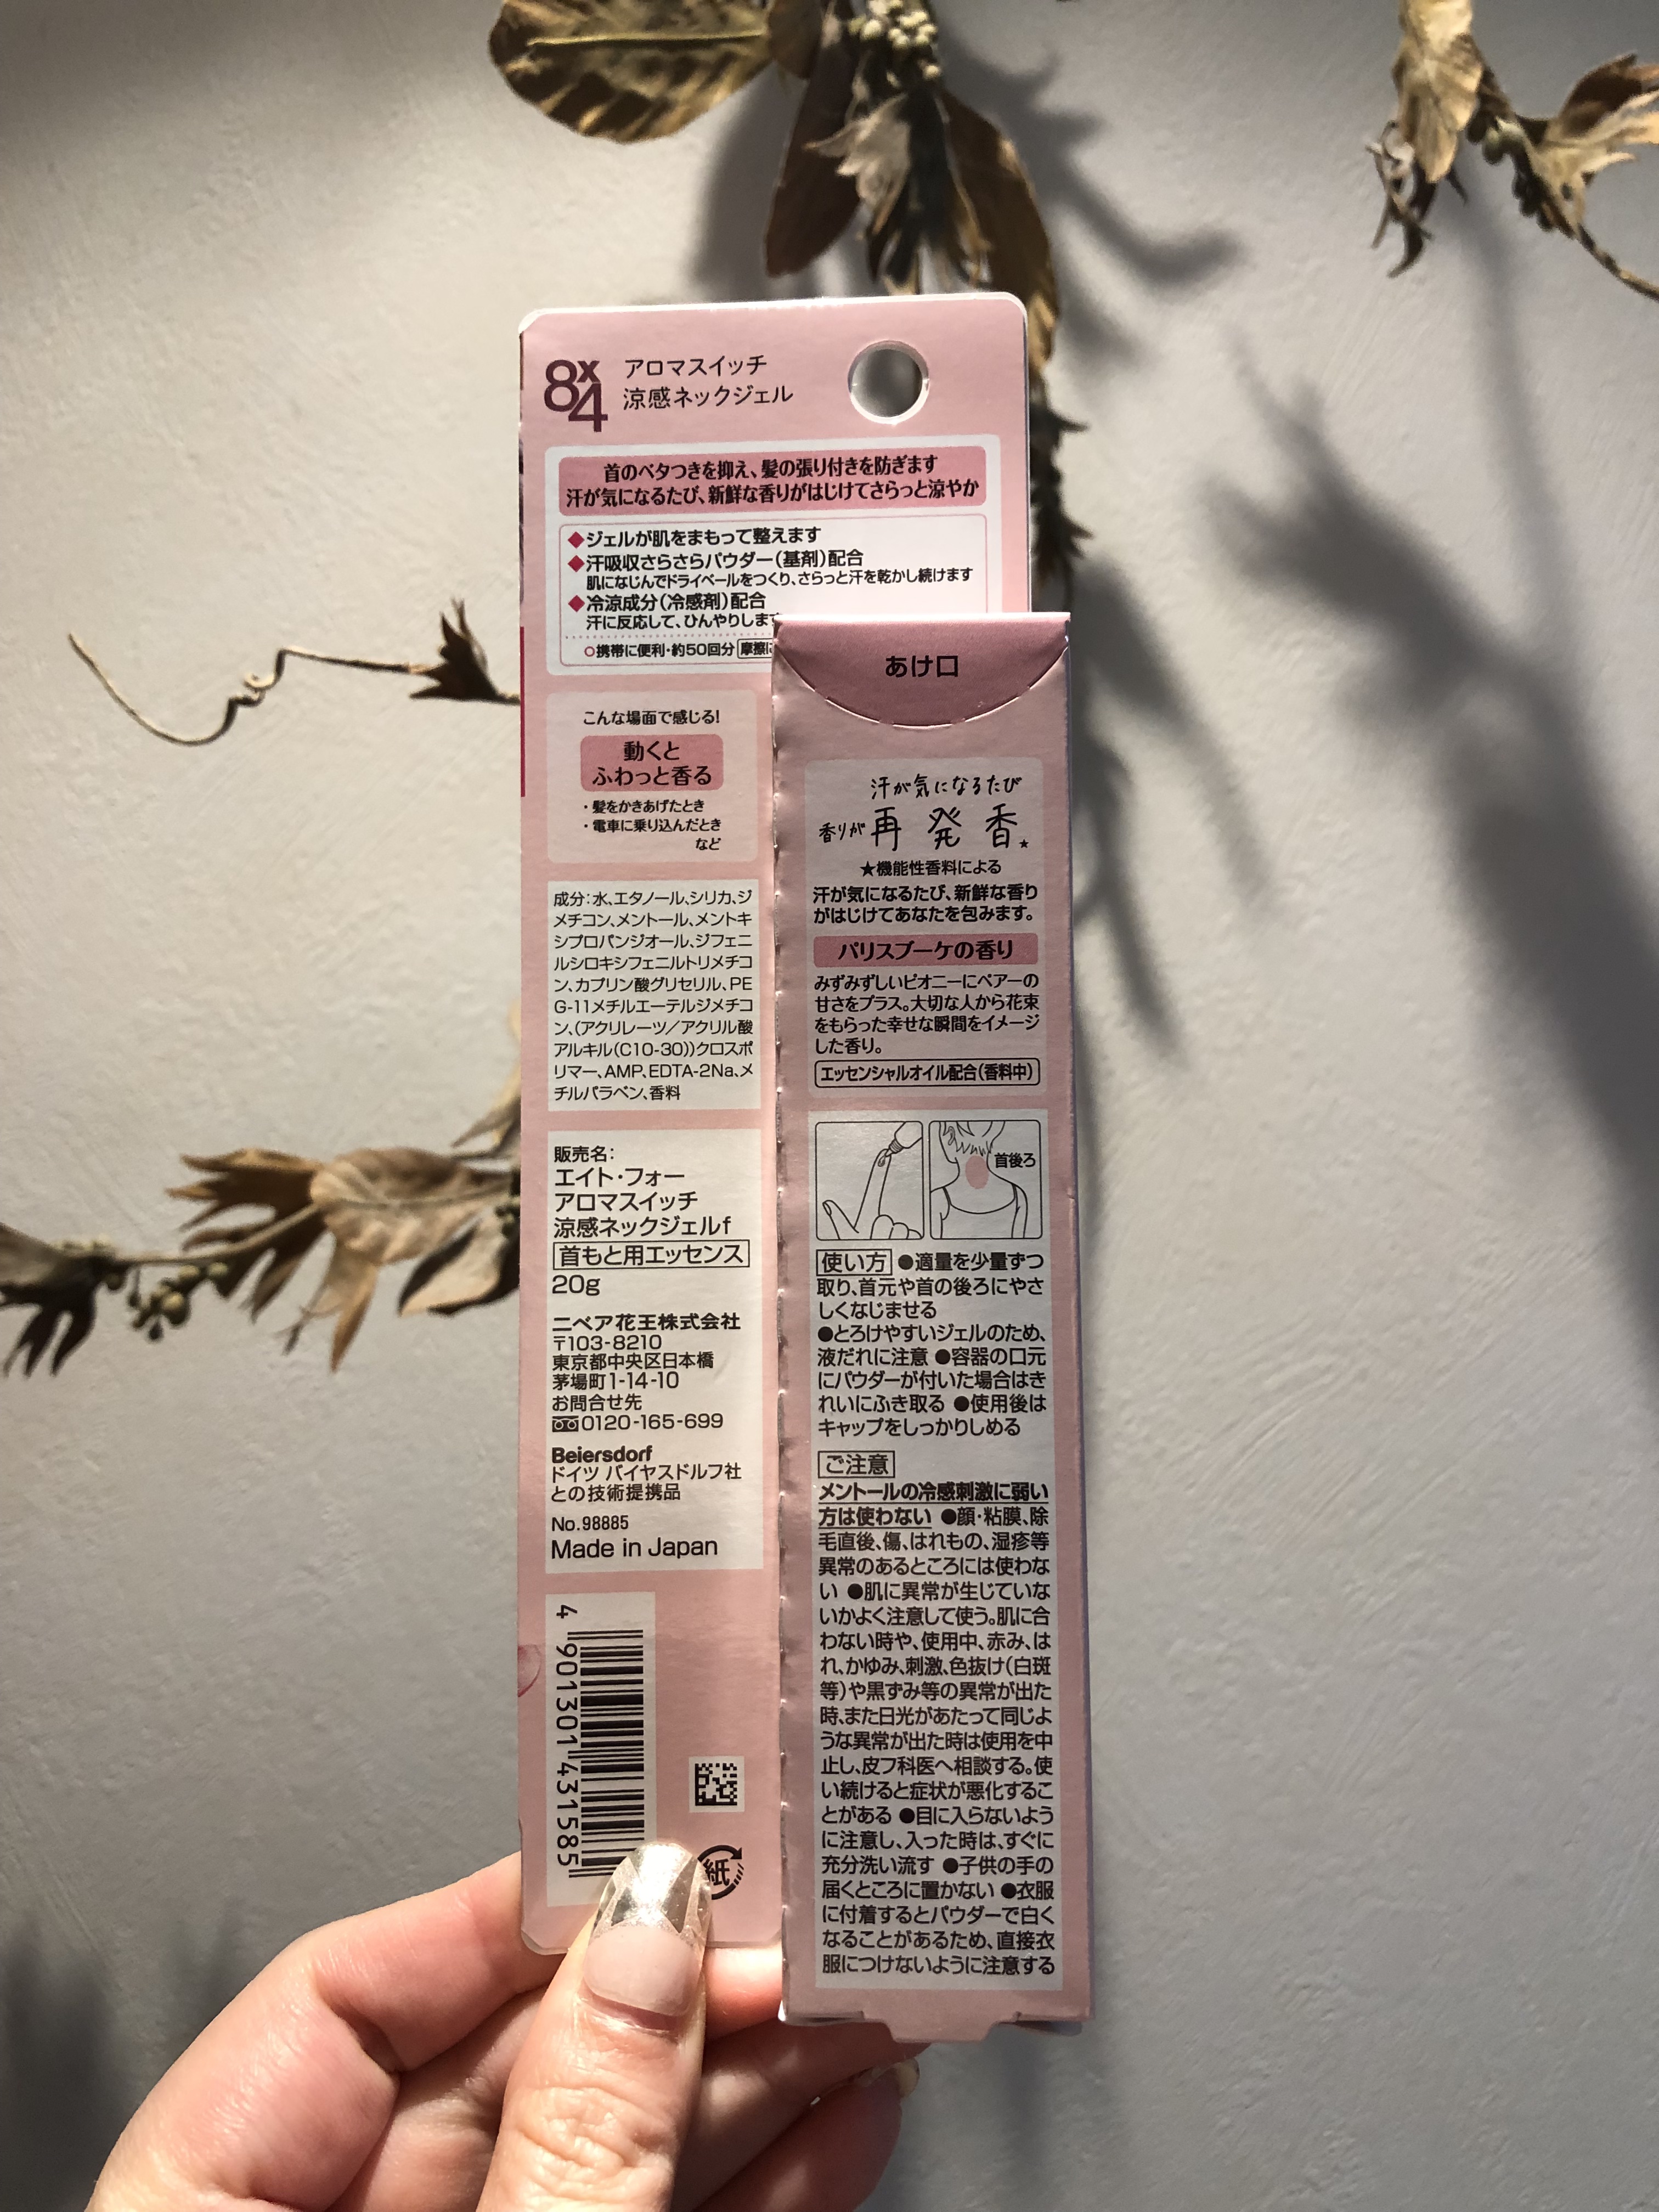 8x4
アロマスイッチ
涼感ネックジェル
首のベタつきを抑え、髪の張り付きを防ぎます
汗が気になるたび、新鮮な香りがはじけてさらっと涼やか
◆ジェルが肌をまもって整えます
◆汗吸収さらさらパウダー(基剤)配合
肌になじんでドライベールをつくり、さらっと汗を乾かし続けます
◆冷涼成分(冷感剤)配合
汗に反応して、ひんやりします
○携帯に便利・約50回分 摩擦に
こんな場面で感じる!
動くと
ふわっと香る
・髪をかきあげたとき
・電車に乗り込んだとき
など
成分:水、エタノール、シリカ、ジ
メチコン、メントール、メントキ
シプロパンジオール、ジフェニ
ルシロキシフェニルトリメチコ
ン、カプリン酸グリセリル、PE
G-11メチルエーテルジメチコ
ン、(アクリレーツ/アクリル酸
アルキル(C10-30))クロスポ
リマー、AMP、EDTA-2Na、メ
チルパラベン、香料
販売名:
エイト・フォー
アロマスイッチ
涼感ネックジェルf
首もと用エッセンス
20g
ニベア花王株式会社
〒103-8210
東京都中央区日本橋
茅場町1-14-10
お問合せ先
0120-165-699
Beiersdorf
ドイツ バイヤスドルフ社
との技術提携品
No.98885
Made in Japan
4 901301 431585
紙
あけ口
汗が気になるたび
香りが再発香★
★機能性香料による
汗が気になるたび、新鮮な香り
がはじけてあなたを包みます。
パリスブーケの香り
みずみずしいピオニーにペアーの
甘さをプラス。大切な人から花束
をもらった幸せな瞬間をイメージ
した香り。
エッセンシャルオイル配合(香料中)
首後ろ
使い方 ●適量を少量ずつ
取り、首元や首の後ろにやさ
しくなじませる
●とろけやすいジェルのため、
液だれに注意 ●容器の口元
にパウダーが付いた場合はき
れいにふき取る ●使用後は
キャップをしっかりしめる
ご注意
メントールの冷感刺激に弱い
方は使わない ●顔・粘膜、除
毛直後、傷、はれもの、湿疹等
異常のあるところには使わな
い ●肌に異常が生じていな
いかよく注意して使う。肌に合
わない時や、使用中、赤み、は
れ、かゆみ、刺激、色抜け(白斑
等)や黒ずみ等の異常が出た
時、また日光があたって同じよ
うな異常が出た時は使用を中
止し、皮フ科医へ相談する。使
い続けると症状が悪化するこ
とがある ●目に入らないよう
に注意し、入った時は、すぐに
充分洗い流す ●子供の手の
届くところに置かない ●衣服
に付着するとパウダーで白く
なることがあるため、直接衣
服につけないように注意する